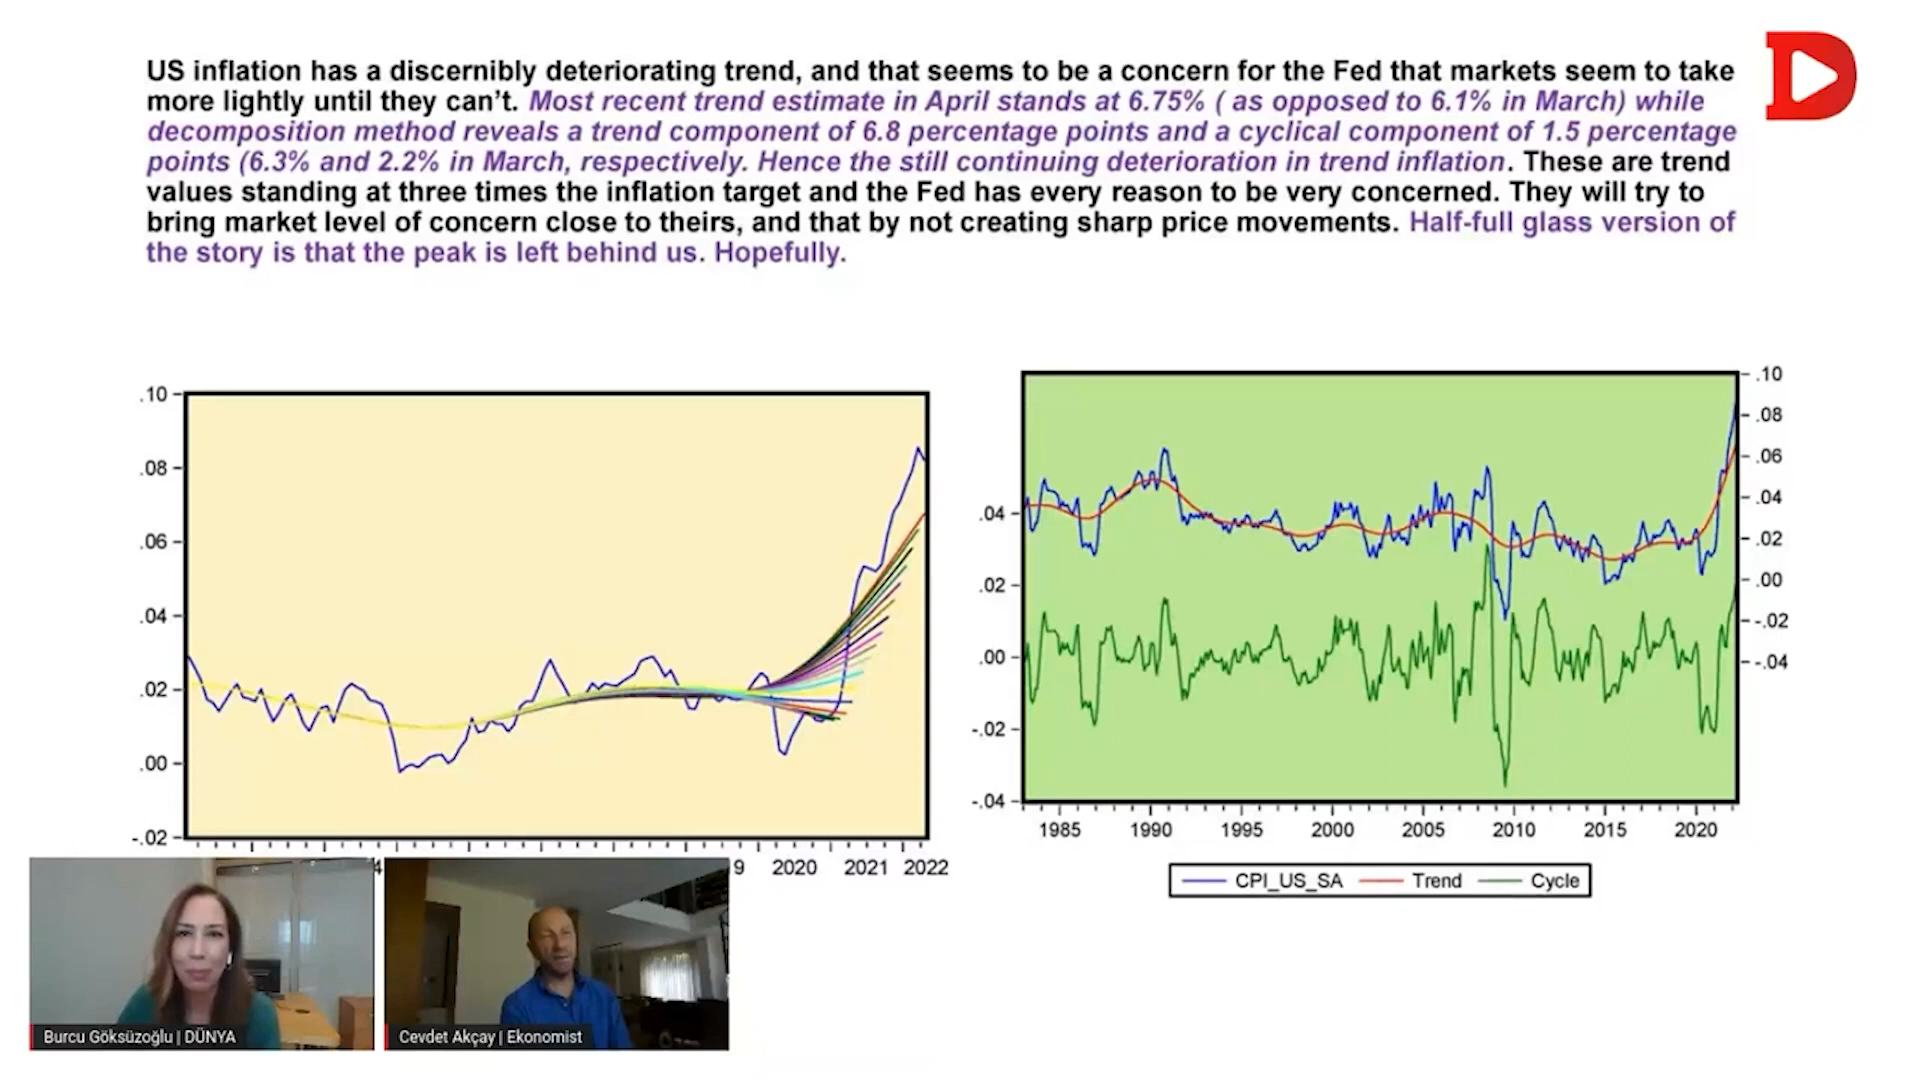 US inflation has a discernibly deteriorating trend, and that seems to be a concern for the Fed that markets seem to take
more lightly until they can't. Most recent trend estimate in April stands at 6.75% ( as opposed to 6.1% in March) while
decomposition method reveals a trend component of 6.8 percentage points and a cyclical component of 1.5 percentage
points (6.3% and 2.2% in March, respectively. Hence the still continuing deterioration in trend inflation. These are trend
values standing at three times the inflation target and the Fed has every reason to be very concerned. They will try to
bring market level of concern close to theirs, and that by not creating sharp price movements. Half-full glass version of
the story is that the peak is left behind us. Hopefully.
D
.10
.08
.06
.04
.02
.00
-.02
4
9
2020
2021
2022
.04
.02
.00
-.02
-.04
.10
.08
.06
.04
.02
.00
-.02
-.04
1985
1990
1995
2000
2005
2010
2015
2020
CPI_US_SA
Trend
Cycle
Burcu Göksüzoğlu | DÜNYA
Cevdet Akçay | Ekonomist